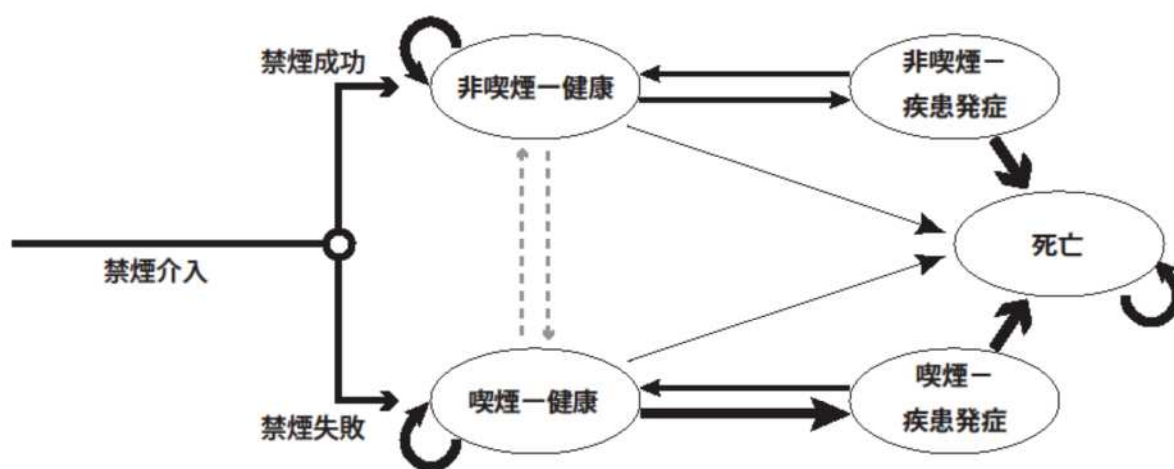 禁煙成功
非喫煙ー健康
非喫煙ー
疾患発症
禁煙介入
死亡
禁煙失敗
喫煙ー健康
喫煙ー
疾患発症